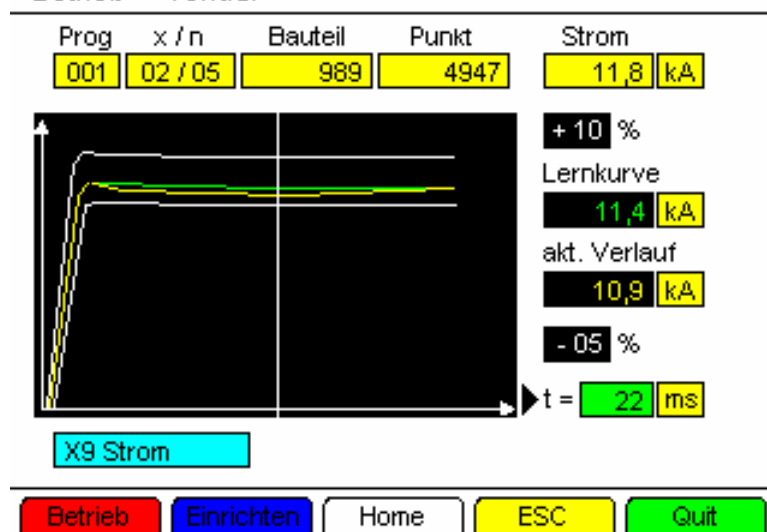 Prog x / n Bauteil Punkt Strom
001 02 / 05 989 4947 11,8 kA
+ 10 %
Lernkurve
11,4 kA
akt. Verlauf
10,9 kA
- 05 %
t = 22 ms
X9 Strom
Betrieb Einrichten Home ESC Quit